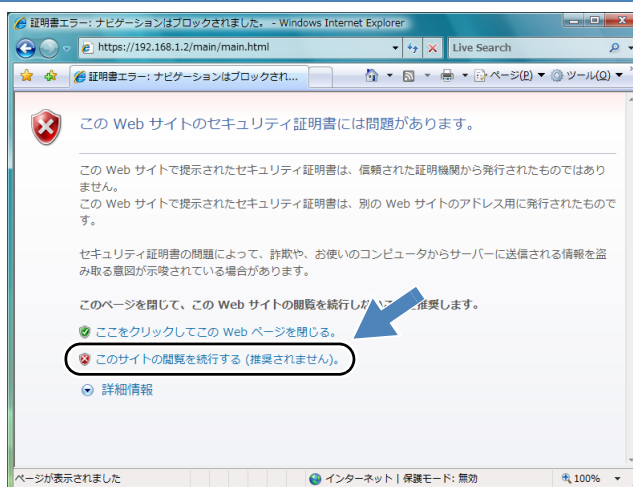 証明書エラー: ナビゲーションはブロックされました。 - Windows Internet Explorer
https://192.168.1.2/main/main.html
Live Search
証明書エラー: ナビゲーションはブロックされ...
ページ(P)
ツール(O)
この Web サイトのセキュリティ証明書には問題があります。
この Web サイトで提示されたセキュリティ証明書は、信頼された証明機関から発行されたものではあり
ません。
この Web サイトで提示されたセキュリティ証明書は、別の Web サイトのアドレス用に発行されたもので
す。
セキュリティ証明書の問題によって、詐欺や、お使いのコンピュータからサーバーに送信される情報を盗
み取る意図が示唆されている場合があります。
このページを閉じて、この Web サイトの閲覧を続行し 推奨します。
ここをクリックしてこの Web ページを閉じる。
このサイトの閲覧を続行する (推奨されません)。
詳細情報
ページが表示されました
インターネット | 保護モード: 無効
100%